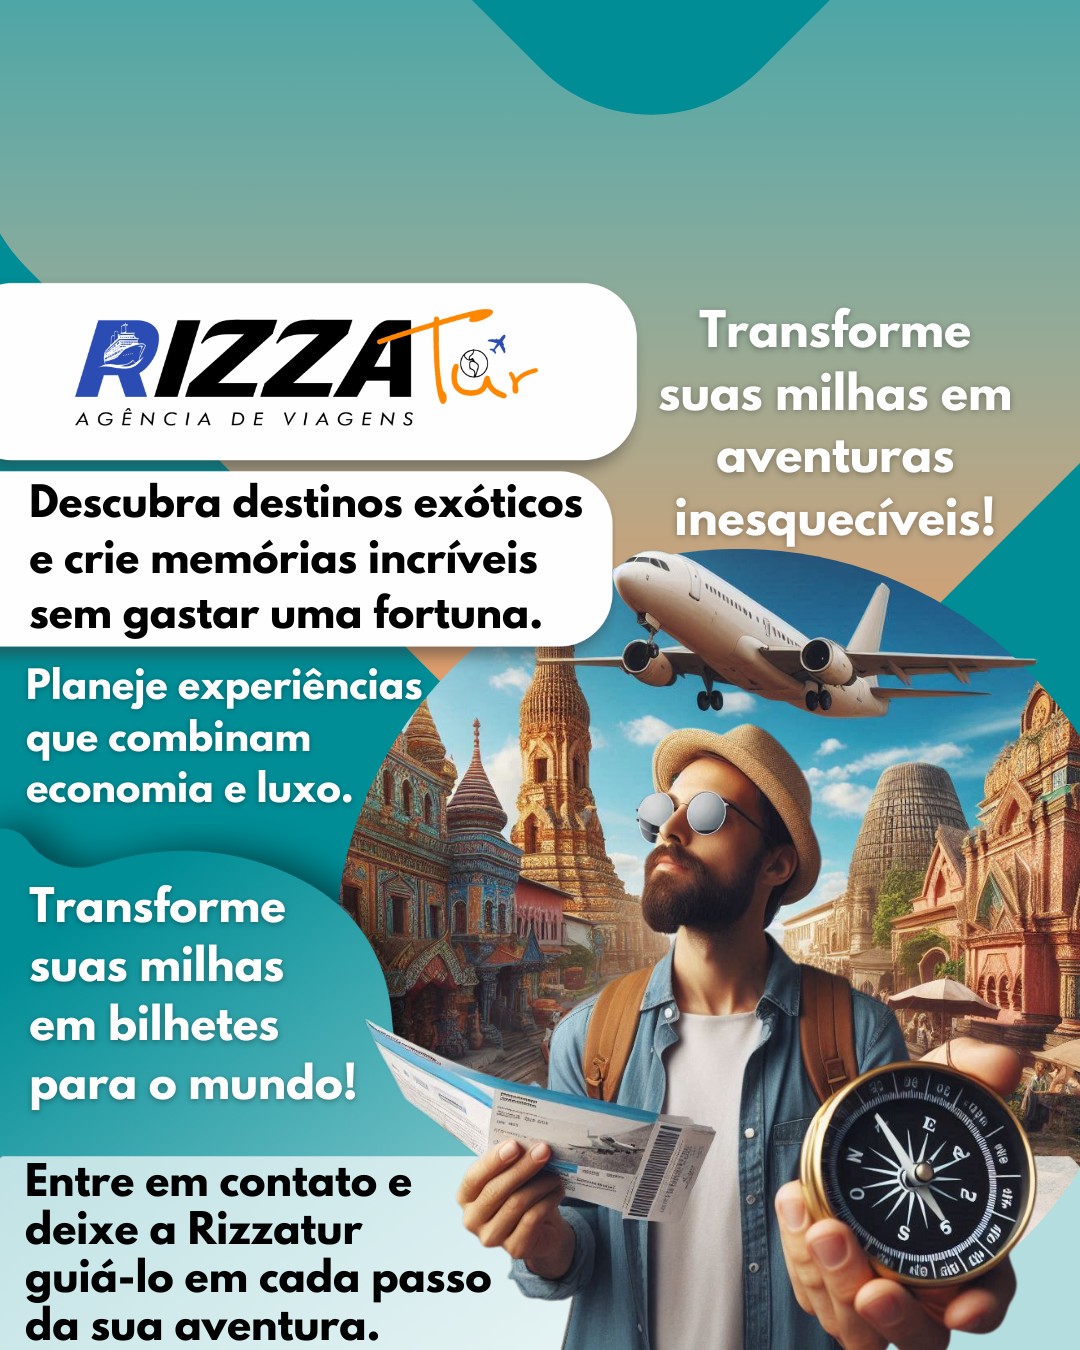 RIZZA Tur
AGÊNCIA DE VIAGENS
Transforme
suas milhas em
aventuras
inesquecíveis!
Descubra destinos exóticos
e crie memórias incríveis
sem gastar uma fortuna.
Planeje experiências
que combinam
economia e luxo.
Transforme
suas milhas
em bilhetes
para o mundo!
Entre em contato e
deixe a Rizzatur
guiá-lo em cada passo
da sua aventura.